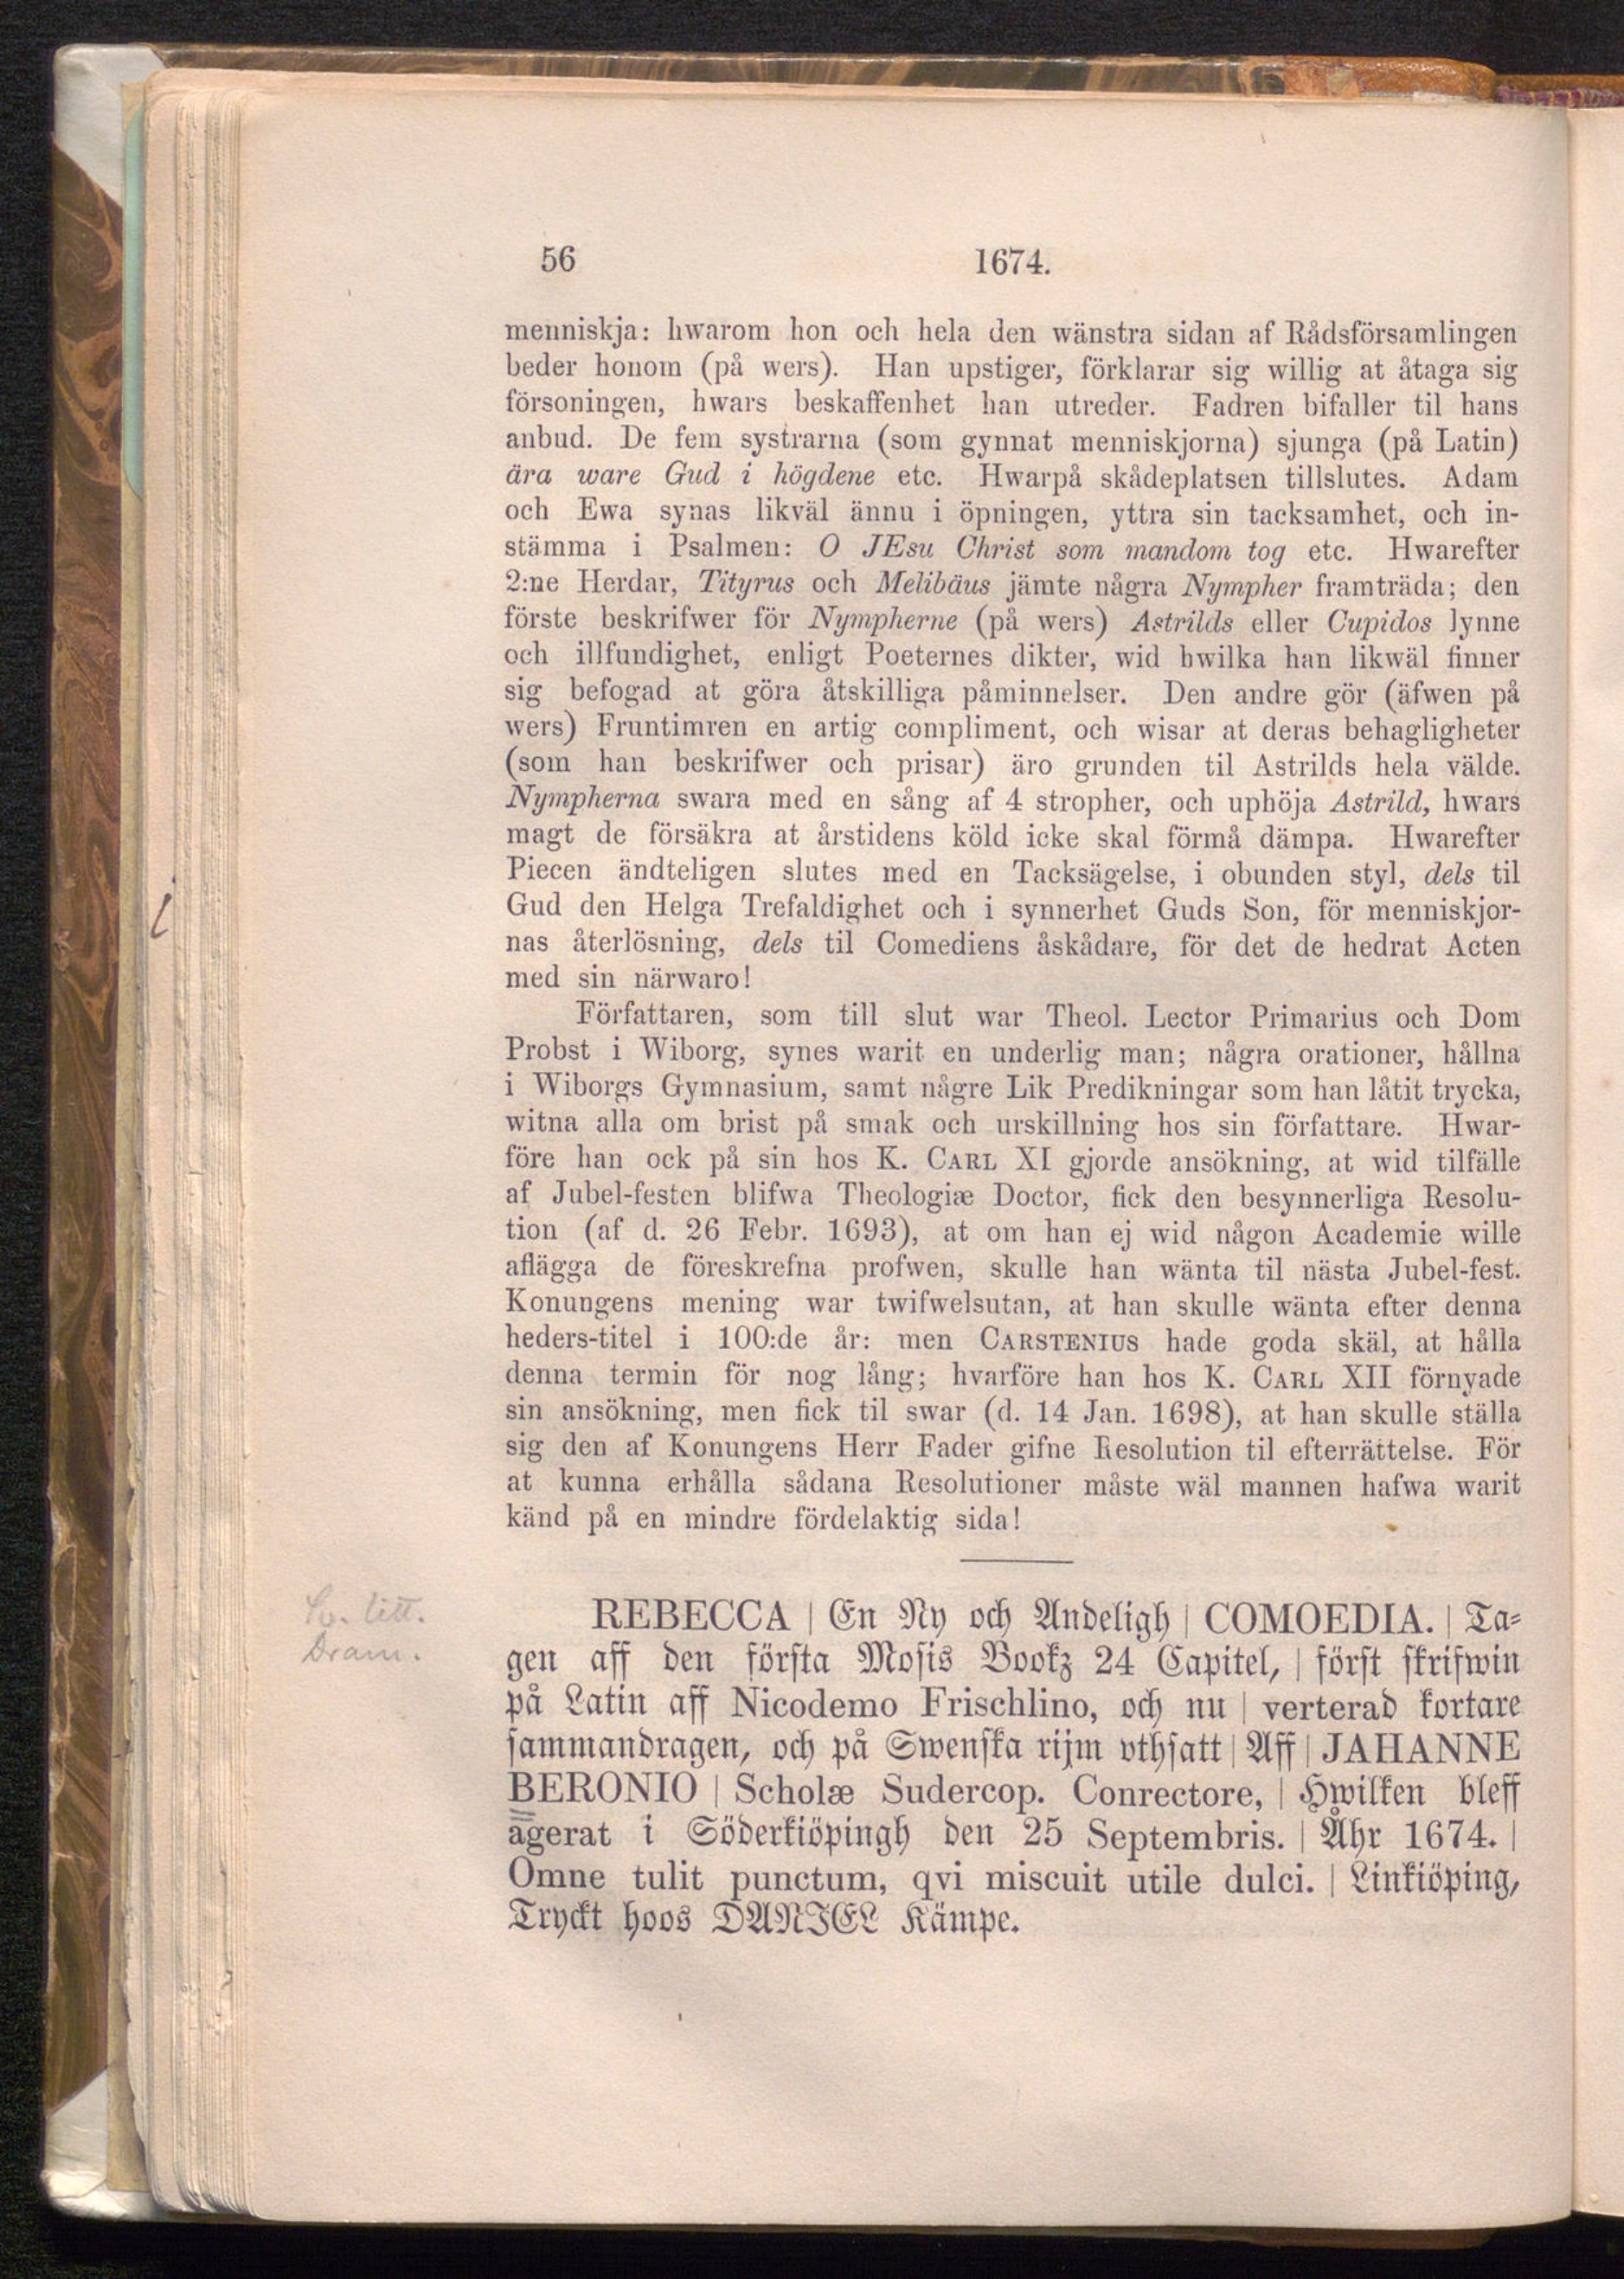 56 1674.
menniskja: hwarom hon och hela den wänstra sidan af Rådsförsamlingen
beder honom (på wers). Han upstiger, förklarar sig willig at åtaga sig
försoningen, hwars beskaffenhet han utreder. Fadren bifaller til hans
anbud. De fem systrarna (som gynnat menniskjorna) sjunga (på Latin)
ära ware Gud i högdene etc. Hwarpå skådeplatsen tillslutes. Adam
och Ewa synas likväl ännu i öpningen, yttra sin tacksamhet, och in-
stämma i Psalmen: O JEsu Christ som mandom tog etc. Hwarefter
2:ne Herdar, Tityrus och Melibäus jämte några Nympher framträda; den
förste beskrifwer för Nympherne (på wers) Astrilds eller Cupidos lynne
och illfundighet, enligt Poeternes dikter, wid hwilka han likwäl finner
sig befogad at göra åtskilliga påminnelser. Den andre gör (äfwen på
wers) Fruntimren en artig compliment, och wisar at deras behagligheter
(som han beskrifwer och prisar) äro grunden til Astrilds hela välde.
Nympherna swara med en sång af 4 stropher, och uphöja Astrild, hwars
magt de försäkra at årstidens köld icke skal förmå dämpa. Hwarefter
Piecen ändteligen slutes med en Tacksägelse, i obunden styl, dels til
Gud den Helga Trefaldighet och i synnerhet Guds Son, för menniskjor-
nas återlösning, dels til Comediens åskådare, för det de hedrat Acten
med sin närwaro!
Författaren, som till slut war Theol. Lector Primarius och Dom
Probst i Wiborg, synes warit en underlig man; några orationer, hållna
i Wiborgs Gymnasium, samt någre Lik Predikningar som han låtit trycka,
witna alla om brist på smak och urskillning hos sin författare. Hwar-
före han ock på sin hos K. CARL XI gjorde ansökning, at wid tilfälle
af Jubel-festen blifwa Theologiæ Doctor, fick den besynnerliga Resolu-
tion (af d. 26 Febr. 1693), at om han ej wid någon Academie wille
aflägga de föreskrefna profwen, skulle han wänta til nästa Jubel-fest.
Konungens mening war twifwelsutan, at han skulle wänta efter denna
heders-titel i 100:de år: men CARSTENIUS hade goda skäl, at hålla
denna termin för nog lång; hvarföre han hos K. CARL XII förnyade
sin ansökning, men fick til swar (d. 14 Jan. 1698), at han skulle ställa
sig den af Konungens Herr Fader gifne Resolution til efterrättelse. För
at kunna erhålla sådana Resolutioner måste wäl mannen hafwa warit
känd på en mindre fördelaktig sida!
Sv. litt.
Dram.
REBECCA | En Ny och Andeligh | COMOEDIA. | Ta-
gen aff den första Mosis Bookz 24 Capitel, | först skrifwin
på Latin aff Nicodemo Frischlino, och nu | verterad kortare
sammandragen, och på Swenska rijm vthsatt | Aff | JAHANNE
BERONIO | Scholæ Sudercop. Conrectore, | Hwilken bleff
agerat i Söderkiöpingh den 25 Septembris. | Åhr 1674. |
Omne tulit punctum, qvi miscuit utile dulci. | Linkiöping,
Tryckt hoos DANIEL Kämpe.